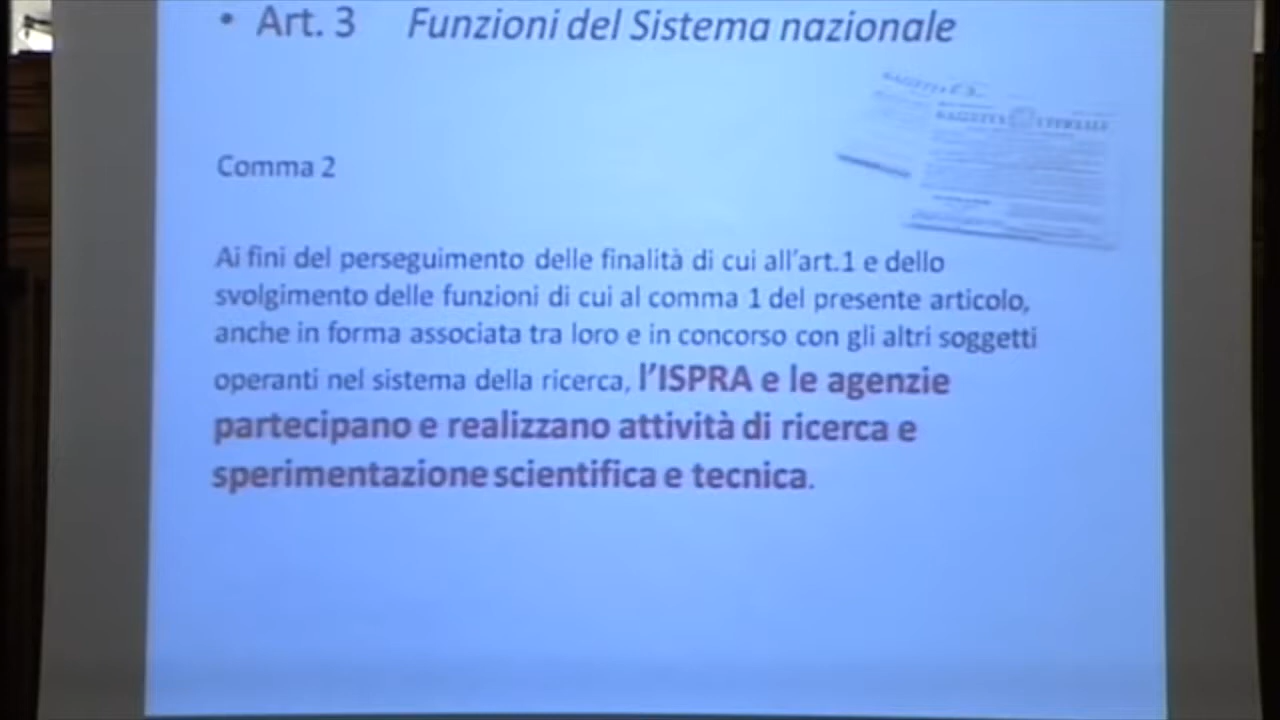 • Art. 3 Funzioni del Sistema nazionale
GAZZETTA UFFICIALE
Comma 2
Ai fini del perseguimento delle finalità di cui all'art.1 e dello
svolgimento delle funzioni di cui al comma 1 del presente articolo,
anche in forma associata tra loro e in concorso con gli altri soggetti
operanti nel sistema della ricerca, l'ISPRA e le agenzie
partecipano e realizzano attività di ricerca e
sperimentazione scientifica e tecnica.